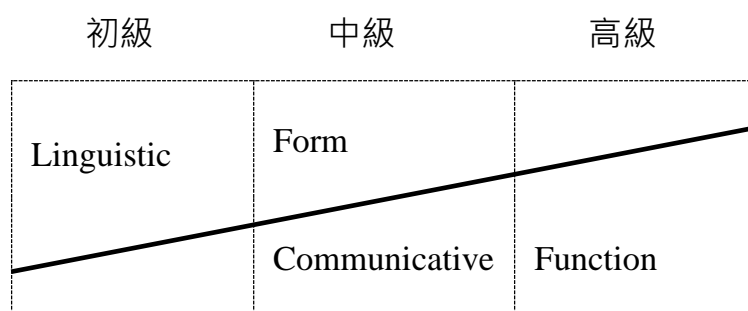 初級 中級 高級
Linguistic Form
Communicative Function